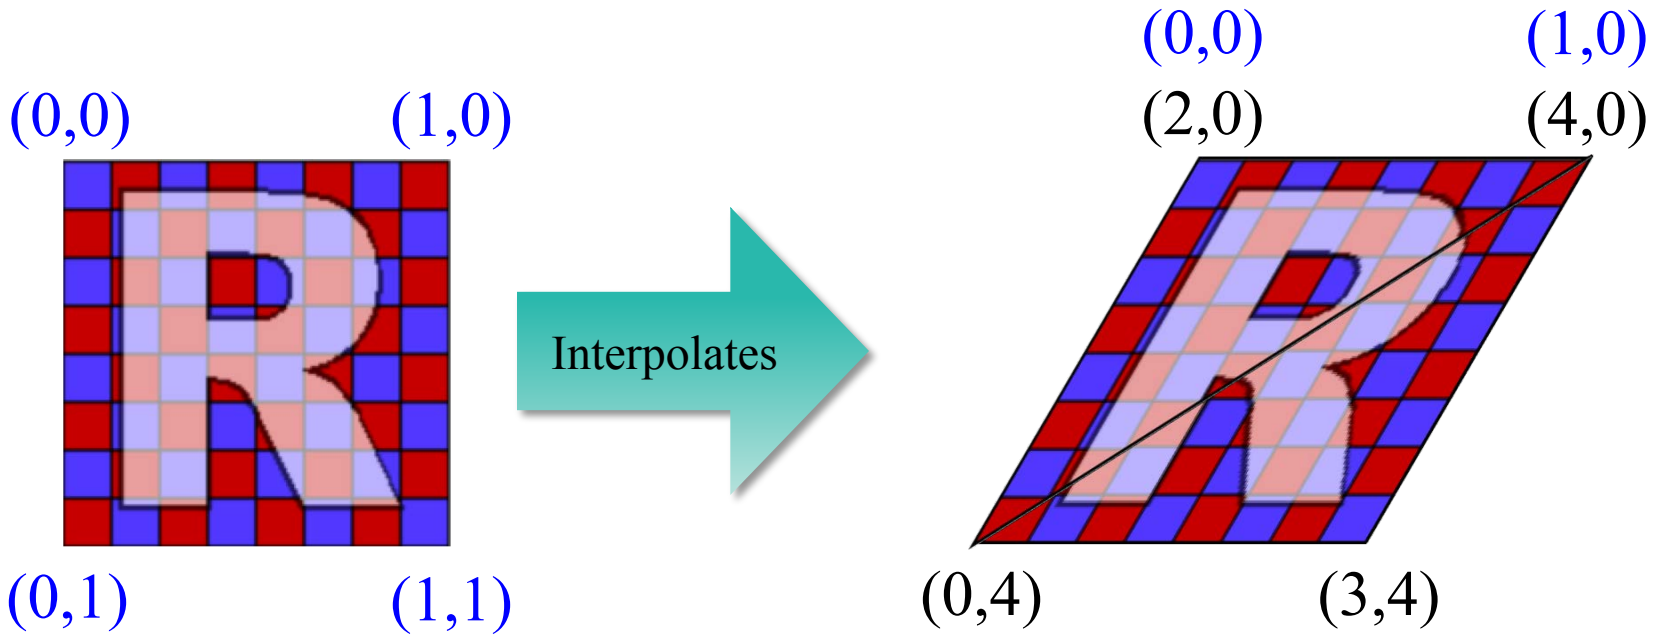 (0,0) (1,0)
(0,0) (1,0)
(2,0) (4,0)
R
Interpolates
R
(0,1) (1,1)
(0,4) (3,4)